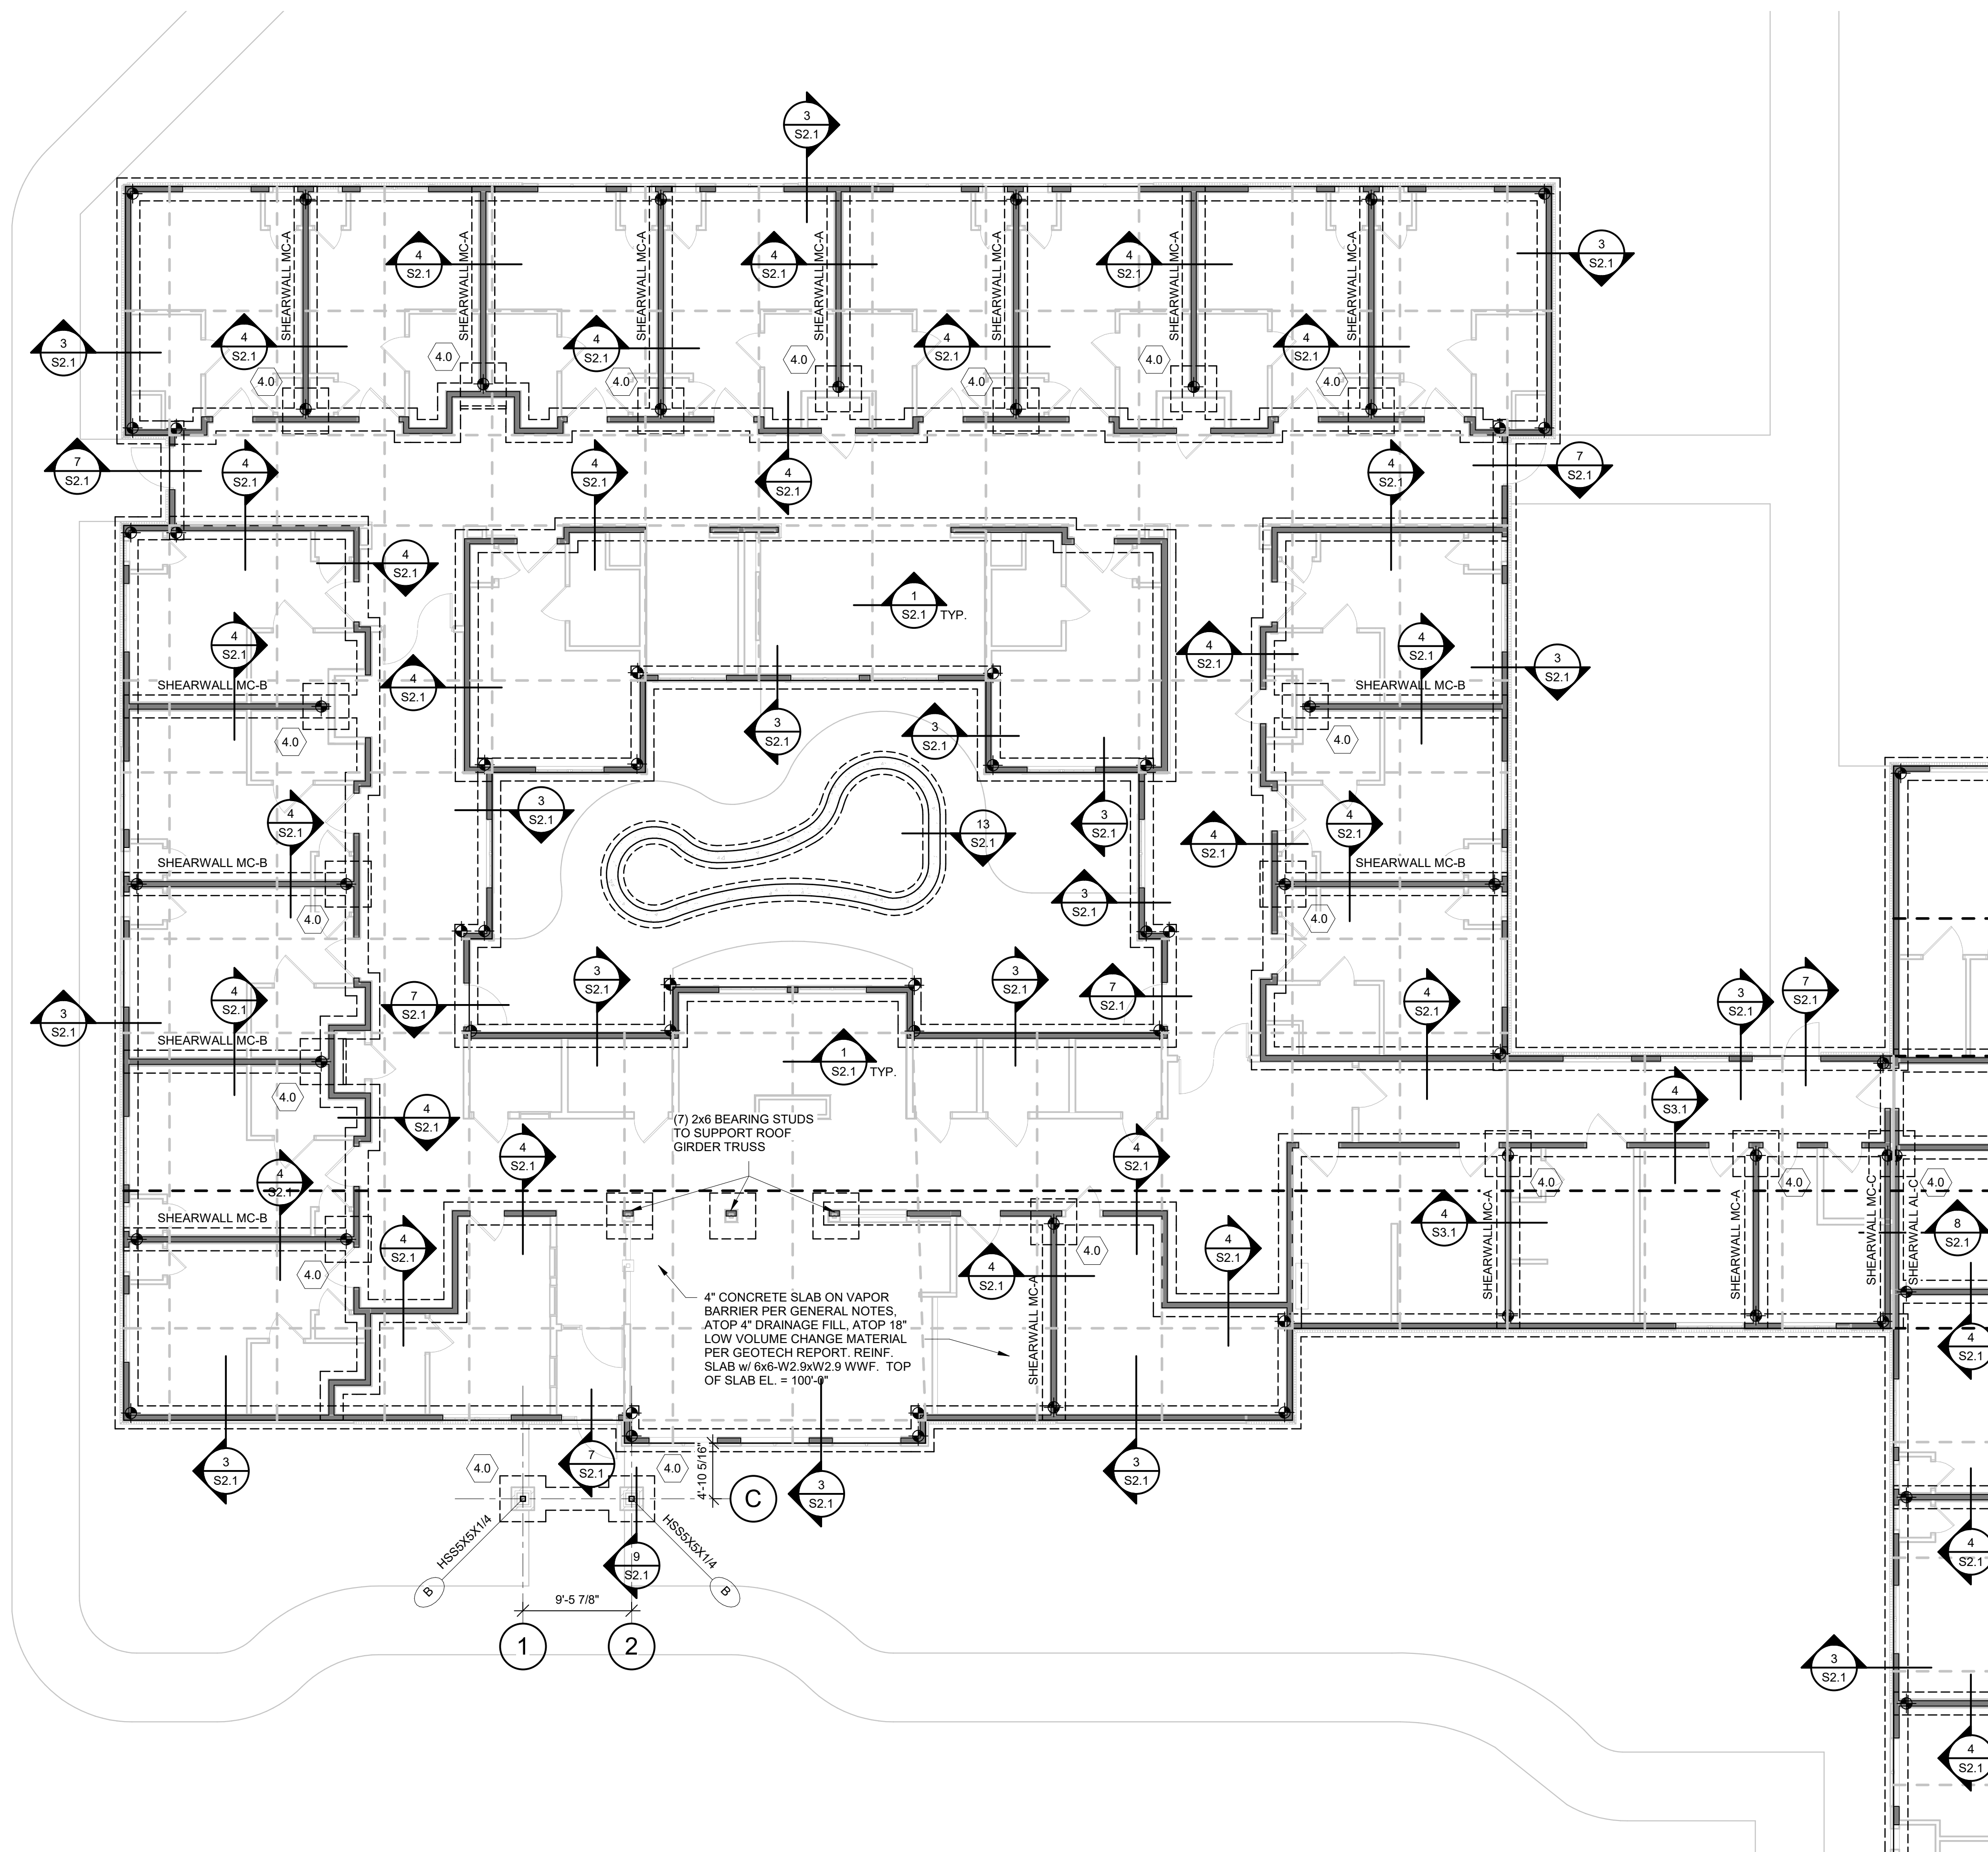 3
S2.1
SHEARWALL MC-A
4
S2.1
SHEARWALL MC-A
4
S2.1
SHEARWALL MC-A
SHEARWALL MC-A
SHEARWALL MC-A
4
S2.1
SHEARWALL MC-A
SHEARWALL MC-A
3
S2.1
3
S2.1
4
S2.1
4
S2.1
4
S2.1
4
S2.1
4.0
4.0
4.0
4.0
4.0
4.0
4.0
7
S2.1
4
S2.1
4
S2.1
4
S2.1
4
S2.1
7
S2.1
4
S2.1
1
S2.1
TYP.
4
S2.1
4
S2.1
4
S2.1
3
S2.1
SHEARWALL MC-B
4
S2.1
SHEARWALL MC-B
4.0
3
S2.1
3
S2.1
4.0
4
S2.1
3
S2.1
13
S2.1
3
S2.1
4
S2.1
4
S2.1
SHEARWALL MC-B
SHEARWALL MC-B
4.0
3
S2.1
4.0
3
S2.1
4
S2.1
7
S2.1
3
S2.1
3
S2.1
7
S2.1
4
S2.1
3
S2.1
7
S2.1
SHEARWALL MC-B
4.0
1
S2.1
TYP.
4
S3.1
4
S2.1
(7) 2x6 BEARING STUDS
TO SUPPORT ROOF
GIRDER TRUSS
4
S2.1
4
S2.1
4
S2.1
4.0
4.0
4.0
SHEARWALL MC-B
4
S2.1
4.0
4.0
4
S2.1
4
S2.1
4
S3.1
SHEARWALL MC-A
SHEARWALL MC-A
SHEARWALL MC-C
SHEARWALL AL-C
8
S2.1
SHEARWALL MC-A
4" CONCRETE SLAB ON VAPOR
BARRIER PER GENERAL NOTES,
ATOP 4" DRAINAGE FILL, ATOP 18"
LOW VOLUME CHANGE MATERIAL
PER GEOTECH REPORT. REINF.
SLAB w/ 6x6-W2.9xW2.9 WWF. TOP
OF SLAB EL. = 100'-0"
4
S2.1
3
S2.1
4.0
7
S2.1
4.0
4'-10 5/16"
C
3
S2.1
3
S2.1
HSS5X5X1/4
HSS5X5X1/4
9
S2.1
B
B
9'-5 7/8"
1
2
4
S2.1
3
S2.1
4
S2.1